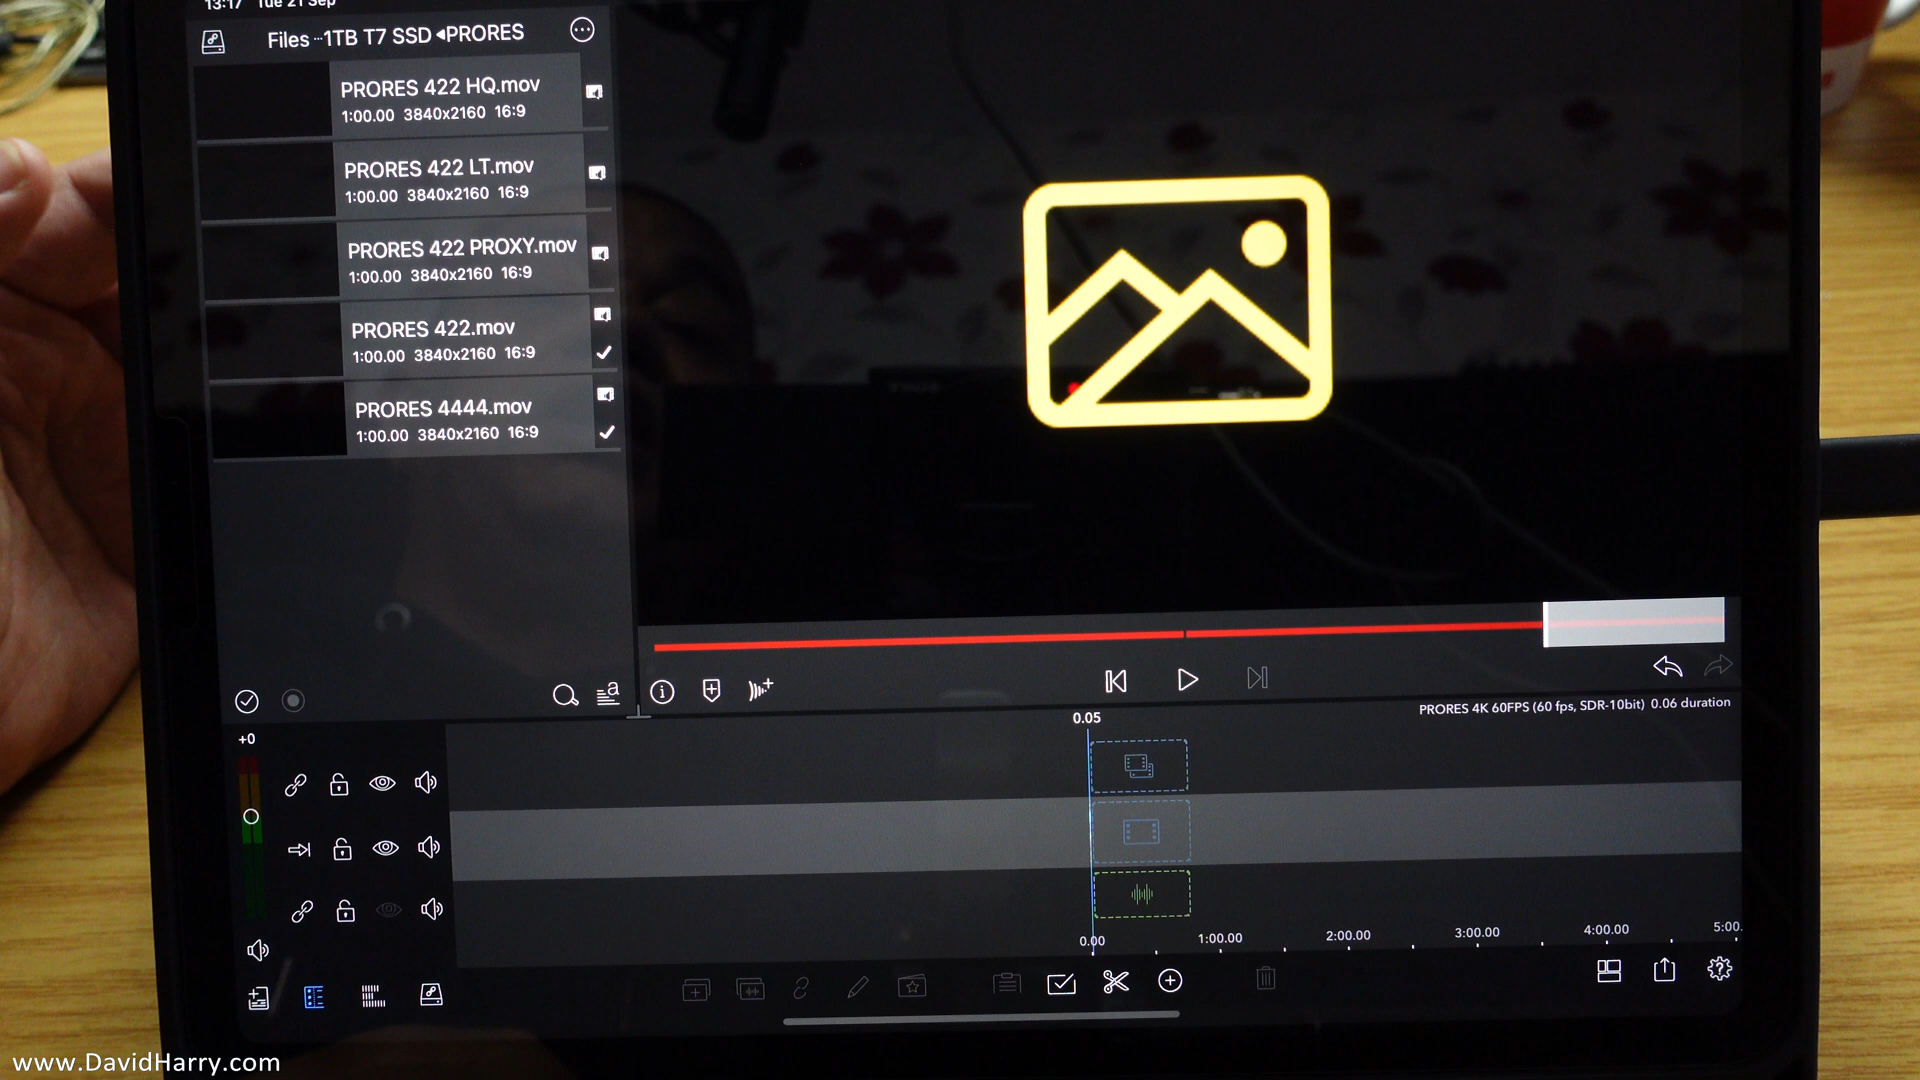 13:17 Tue 21 Sep
Files ··· 1TB T7 SSD ◂PRORES
PRORES 422 HQ.mov
1:00.00 3840x2160 16:9
PRORES 422 LT.mov
1:00.00 3840x2160 16:9
PRORES 422 PROXY.mov
1:00.00 3840x2160 16:9
PRORES 422.mov
1:00.00 3840x2160 16:9
PRORES 4444.mov
1:00.00 3840x2160 16:9
PRORES 4K 60FPS (60 fps, SDR-10bit) 0.06 duration
+0
0.05
0.00 1:00.00 2:00.00 3:00.00 4:00.00 5:00.
www.DavidHarry.com